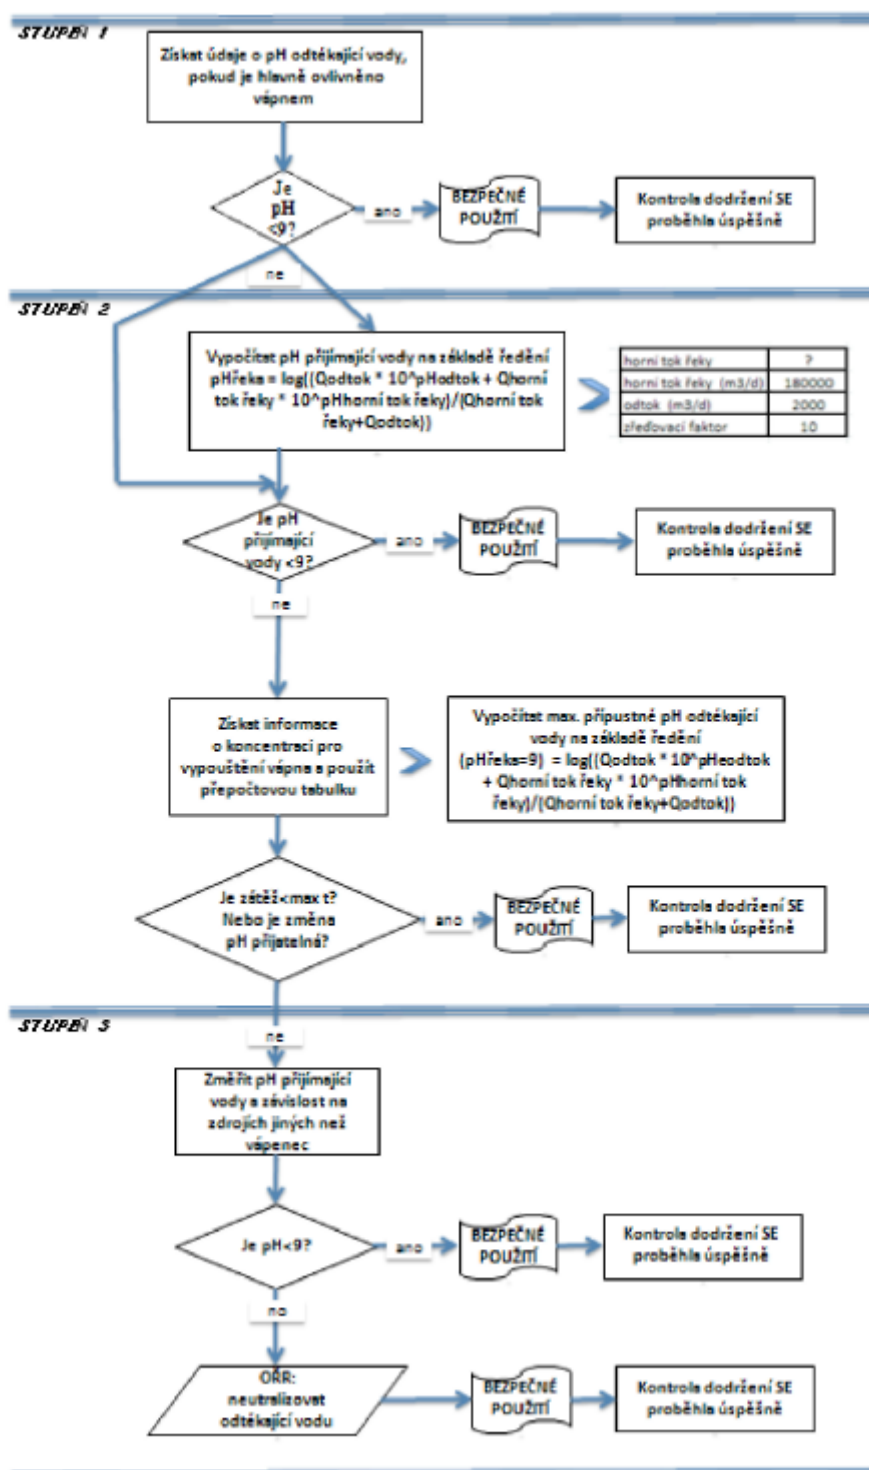 STUPEŇ 1
Získat údaje o pH odtékající vody,
pokud je hlavně ovlivněno
vápnem
Je
pH
<9?
ano
BEZPEČNÉ
POUŽITÍ
Kontrola dodržení SE
proběhla úspěšně
ne
STUPEŇ 2
Vypočítat pH přijímající vody na základě ředění
pHřeka = log((Qodtok * 10^pHodtok + Qhorní
tok řeky * 10^pHhorní tok řeky)/(Qhorní tok
řeky+Qodtok))
horní tok řeky ?
horní tok řeky (m3/d) 180000
odtok (m3/d) 2000
zřeďovací faktor 10
Je pH
přijímající
vody <9?
ano
BEZPEČNÉ
POUŽITÍ
Kontrola dodržení SE
proběhla úspěšně
ne
Získat informace
o koncentraci pro
vypouštění vápna a použít
přepočtovou tabulku
Vypočítat max. přípustné pH odtékající
vody na základě ředění
(pHřeka=9) = log((Qodtok * 10^pHeodtok
+ Qhorní tok řeky * 10^pHhorní tok
řeky)/(Qhorní tok řeky+Qodtok))
Je zátěž<max t?
Nebo je změna
pH přijatelná?
ano
BEZPEČNÉ
POUŽITÍ
Kontrola dodržení SE
proběhla úspěšně
STUPEŇ 3
ne
Změřit pH přijímající
vody a závislost na
zdrojích jiných než
vápenec
Je pH<9?
ano
BEZPEČNÉ
POUŽITÍ
Kontrola dodržení SE
proběhla úspěšně
no
OŘR:
neutralizovat
odtékající vodu
BEZPEČNÉ
POUŽITÍ
Kontrola dodržení SE
proběhla úspěšně